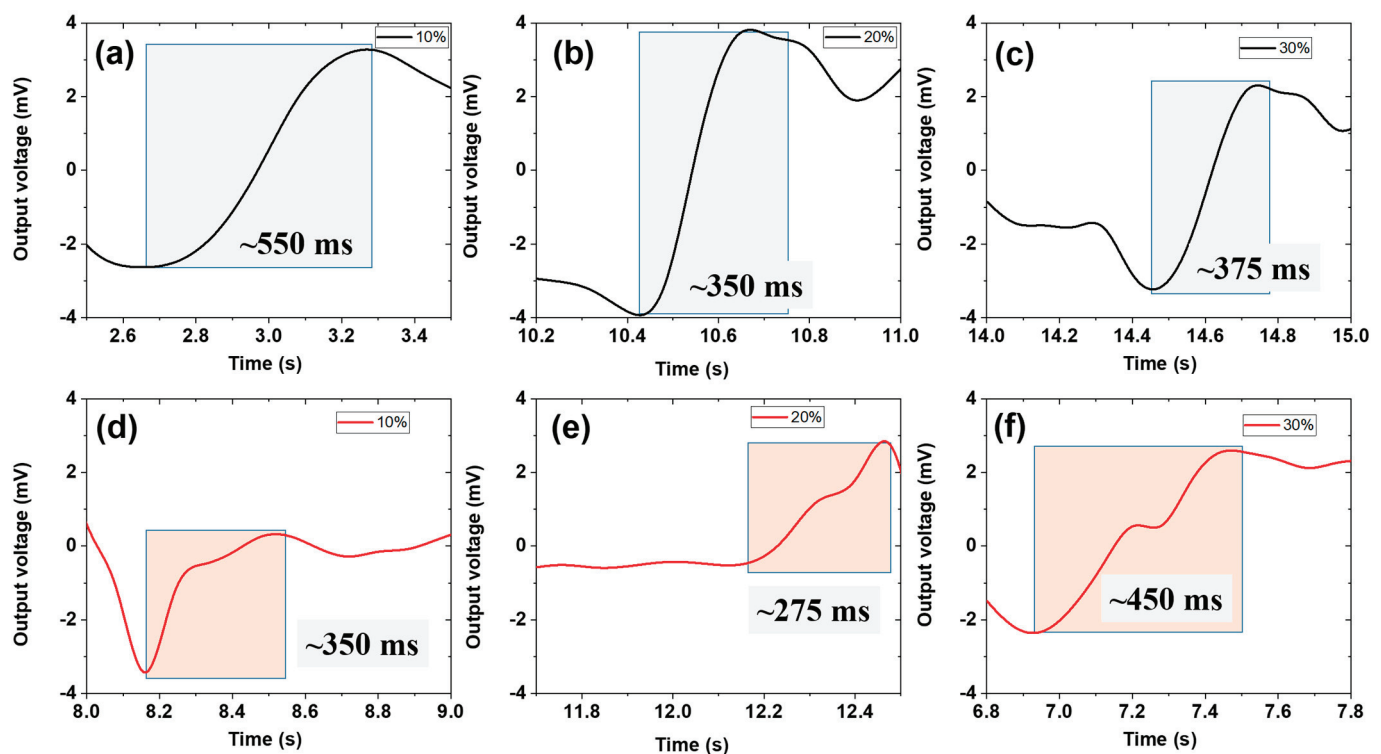 (a)
10%
4
2
0
-2
-4
Output voltage (mV)
~550 ms
2.6 2.8 3.0 3.2 3.4
Time (s)
(b)
20%
4
2
0
-2
-4
Output voltage (mV)
~350 ms
10.2 10.4 10.6 10.8 11.0
Time (s)
(c)
30%
4
2
0
-2
-4
Output voltage (mV)
~375 ms
14.0 14.2 14.4 14.6 14.8 15.0
Time (s)
(d)
10%
4
2
0
-2
-4
Output voltage (mV)
~350 ms
8.0 8.2 8.4 8.6 8.8 9.0
Time (s)
(e)
20%
4
2
0
-2
-4
Output voltage (mV)
~275 ms
11.8 12.0 12.2 12.4
Time (s)
(f)
30%
4
2
0
-2
-4
Output voltage (mV)
~450 ms
6.8 7.0 7.2 7.4 7.6 7.8
Time (s)